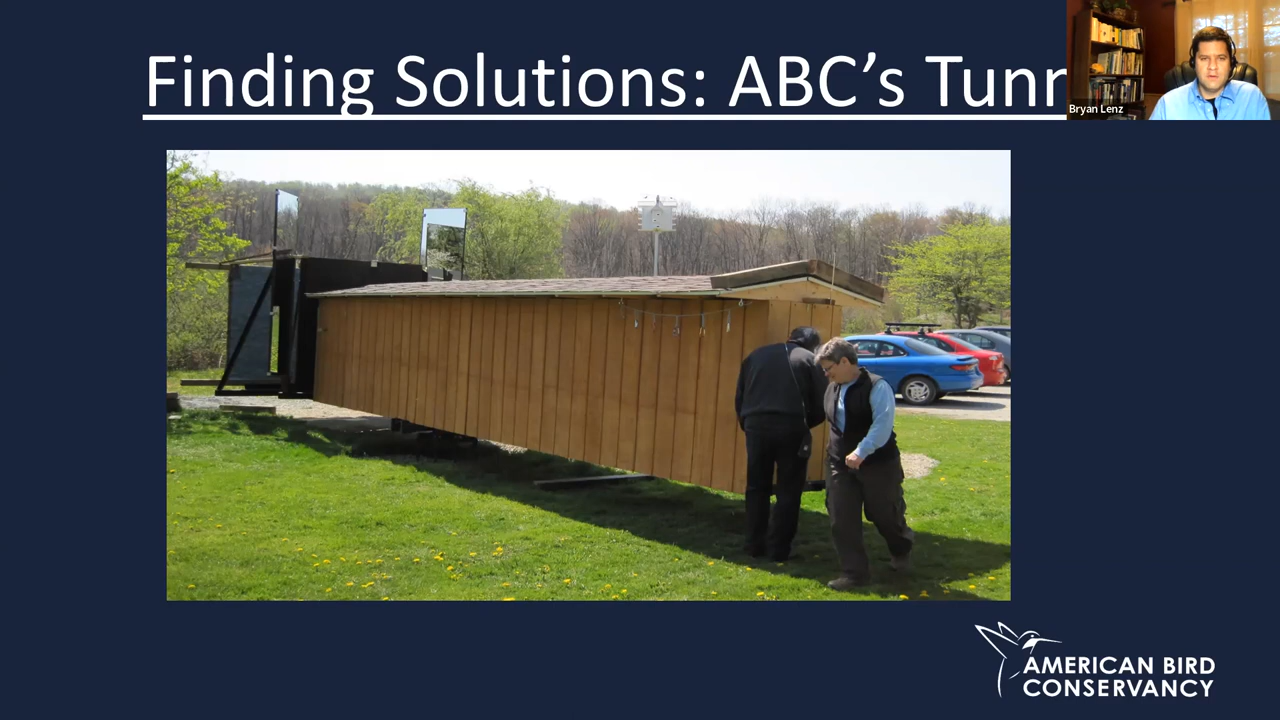 Finding Solutions: ABC's Tunn
Bryan Lenz
AMERICAN BIRD
CONSERVANCY